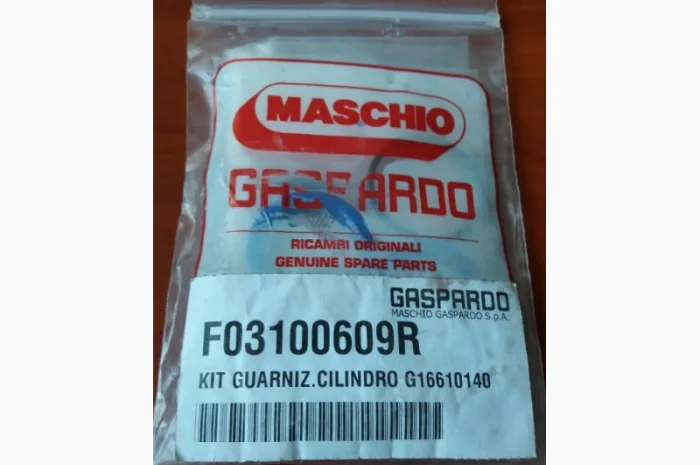 MASCHIO
GASPARDO
RICAMBI ORIGINALI
GENUINE SPARE PARTS
GASPARDO
MASCHIO GASPARDO S.p.A.
F03100609R
KIT GUARNIZ.CILINDRO G16610140